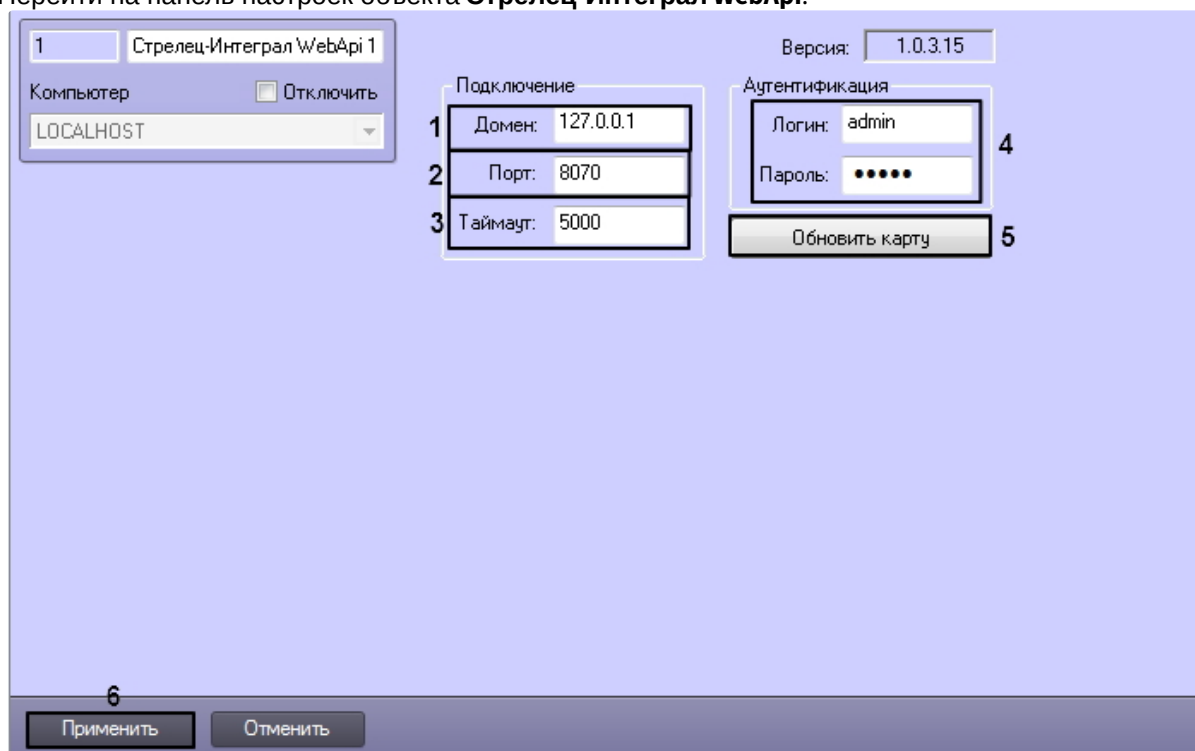 Перейти на панель настроек объекта Стрелец-Интеграл WebApi.
1 Стрелец-Интеграл WebApi 1
Компьютер Отключить
LOCALHOST
Версия: 1.0.3.15
Подключение
1 Домен: 127.0.0.1
2 Порт: 8070
3 Таймаут: 5000
Аутентификация
Логин: admin
4
Пароль: •••••
Обновить карту 5
6
Применить Отменить